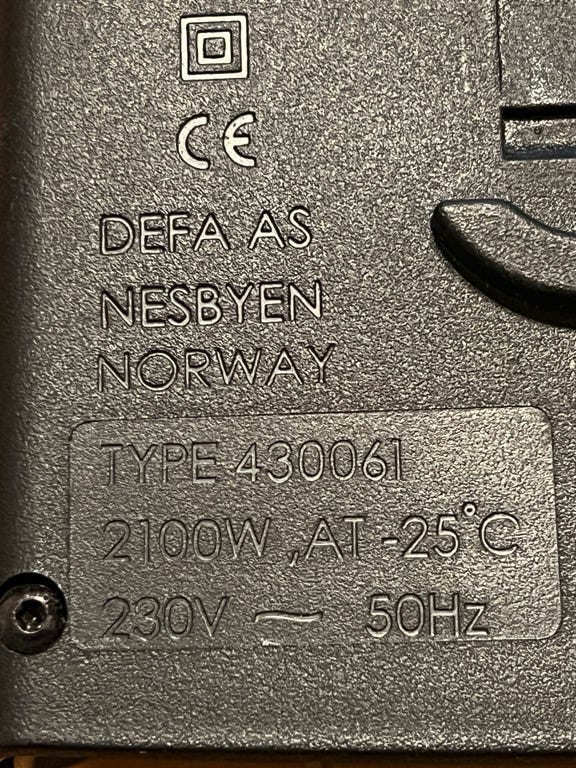 CE
DEFA AS
NESBYEN
NORWAY
TYPE 430061
2100W ,AT -25°C
230V ~ 50Hz